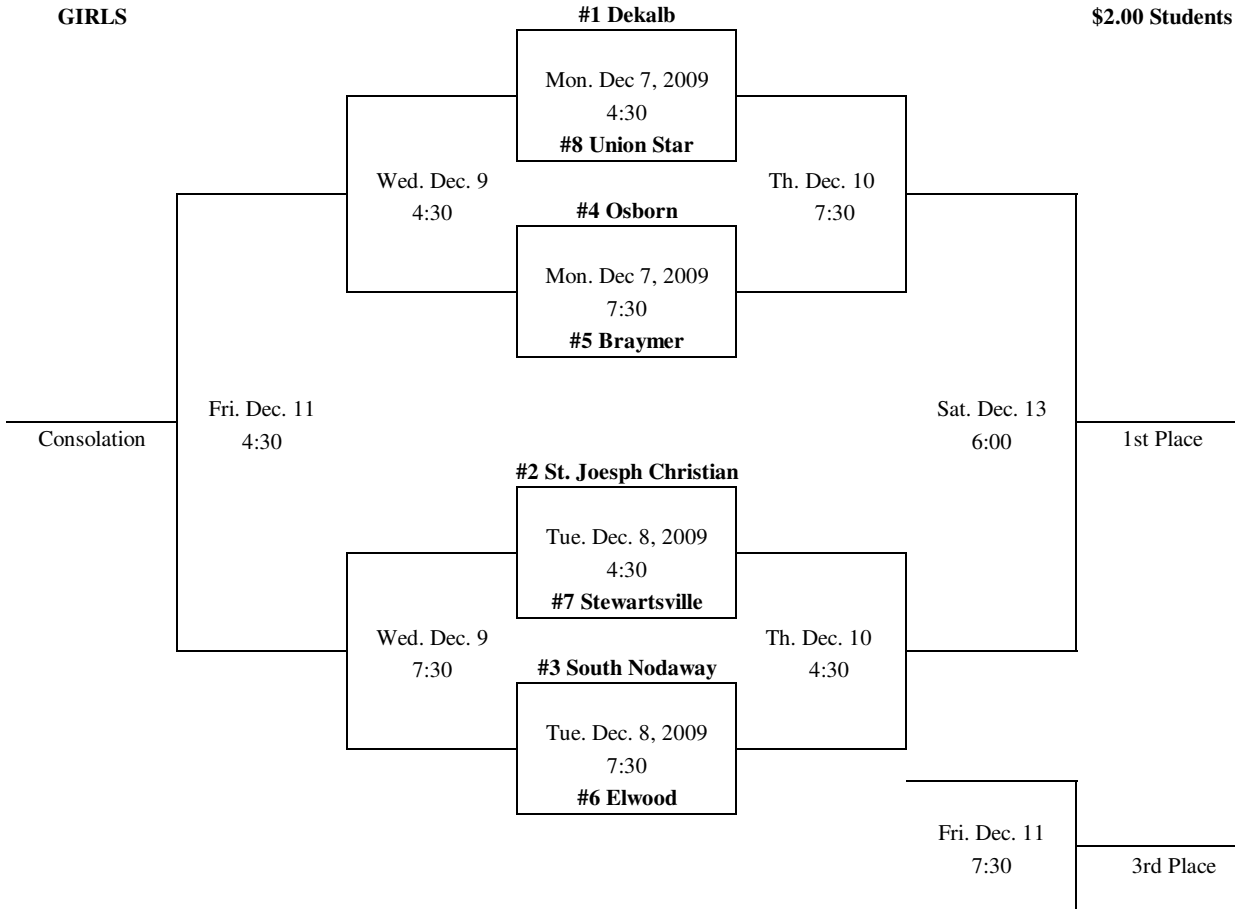 GIRLS
#1 Dekalb
$2.00 Students
Mon. Dec 7, 2009
4:30
#8 Union Star
Wed. Dec. 9
4:30
Th. Dec. 10
7:30
#4 Osborn
Mon. Dec 7, 2009
7:30
#5 Braymer
Fri. Dec. 11
4:30
Consolation
Sat. Dec. 13
6:00
1st Place
#2 St. Joesph Christian
Tue. Dec. 8, 2009
4:30
#7 Stewartsville
Wed. Dec. 9
7:30
Th. Dec. 10
4:30
#3 South Nodaway
Tue. Dec. 8, 2009
7:30
#6 Elwood
Fri. Dec. 11
7:30
3rd Place